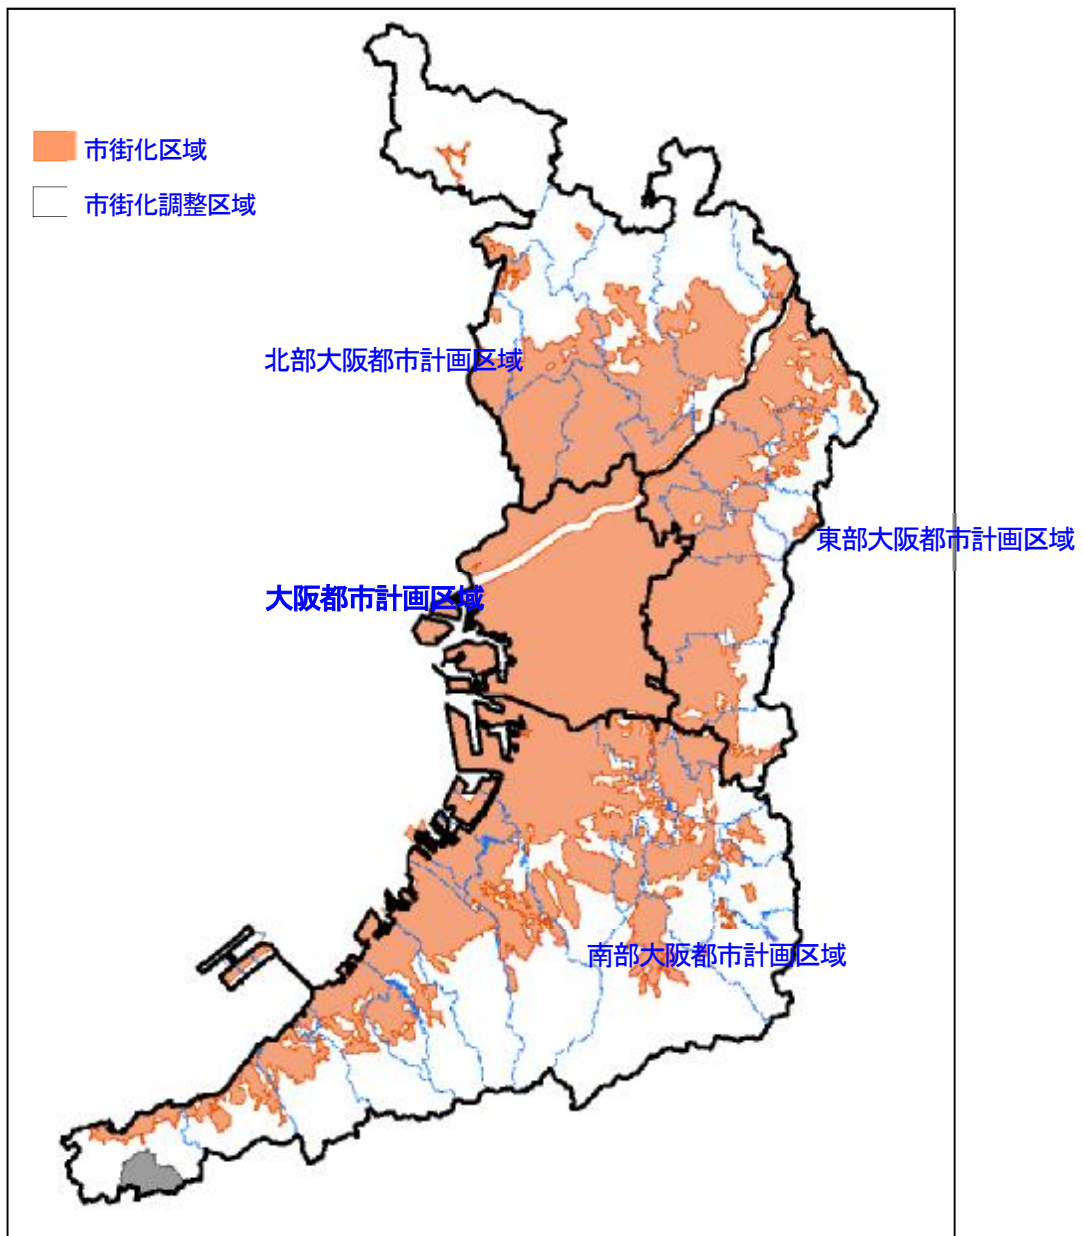 市街化区域
市街化調整区域
北部大阪都市計画区域
東部大阪都市計画区域
大阪都市計画区域
南部大阪都市計画区域